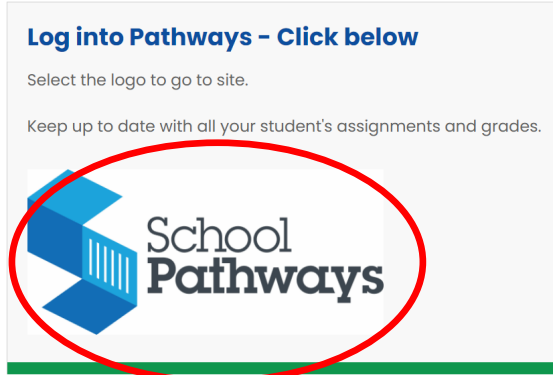 Log into Pathways – Click below
Select the logo to go to site.
Keep up to date with all your student's assignments and grades.
School
Pathways